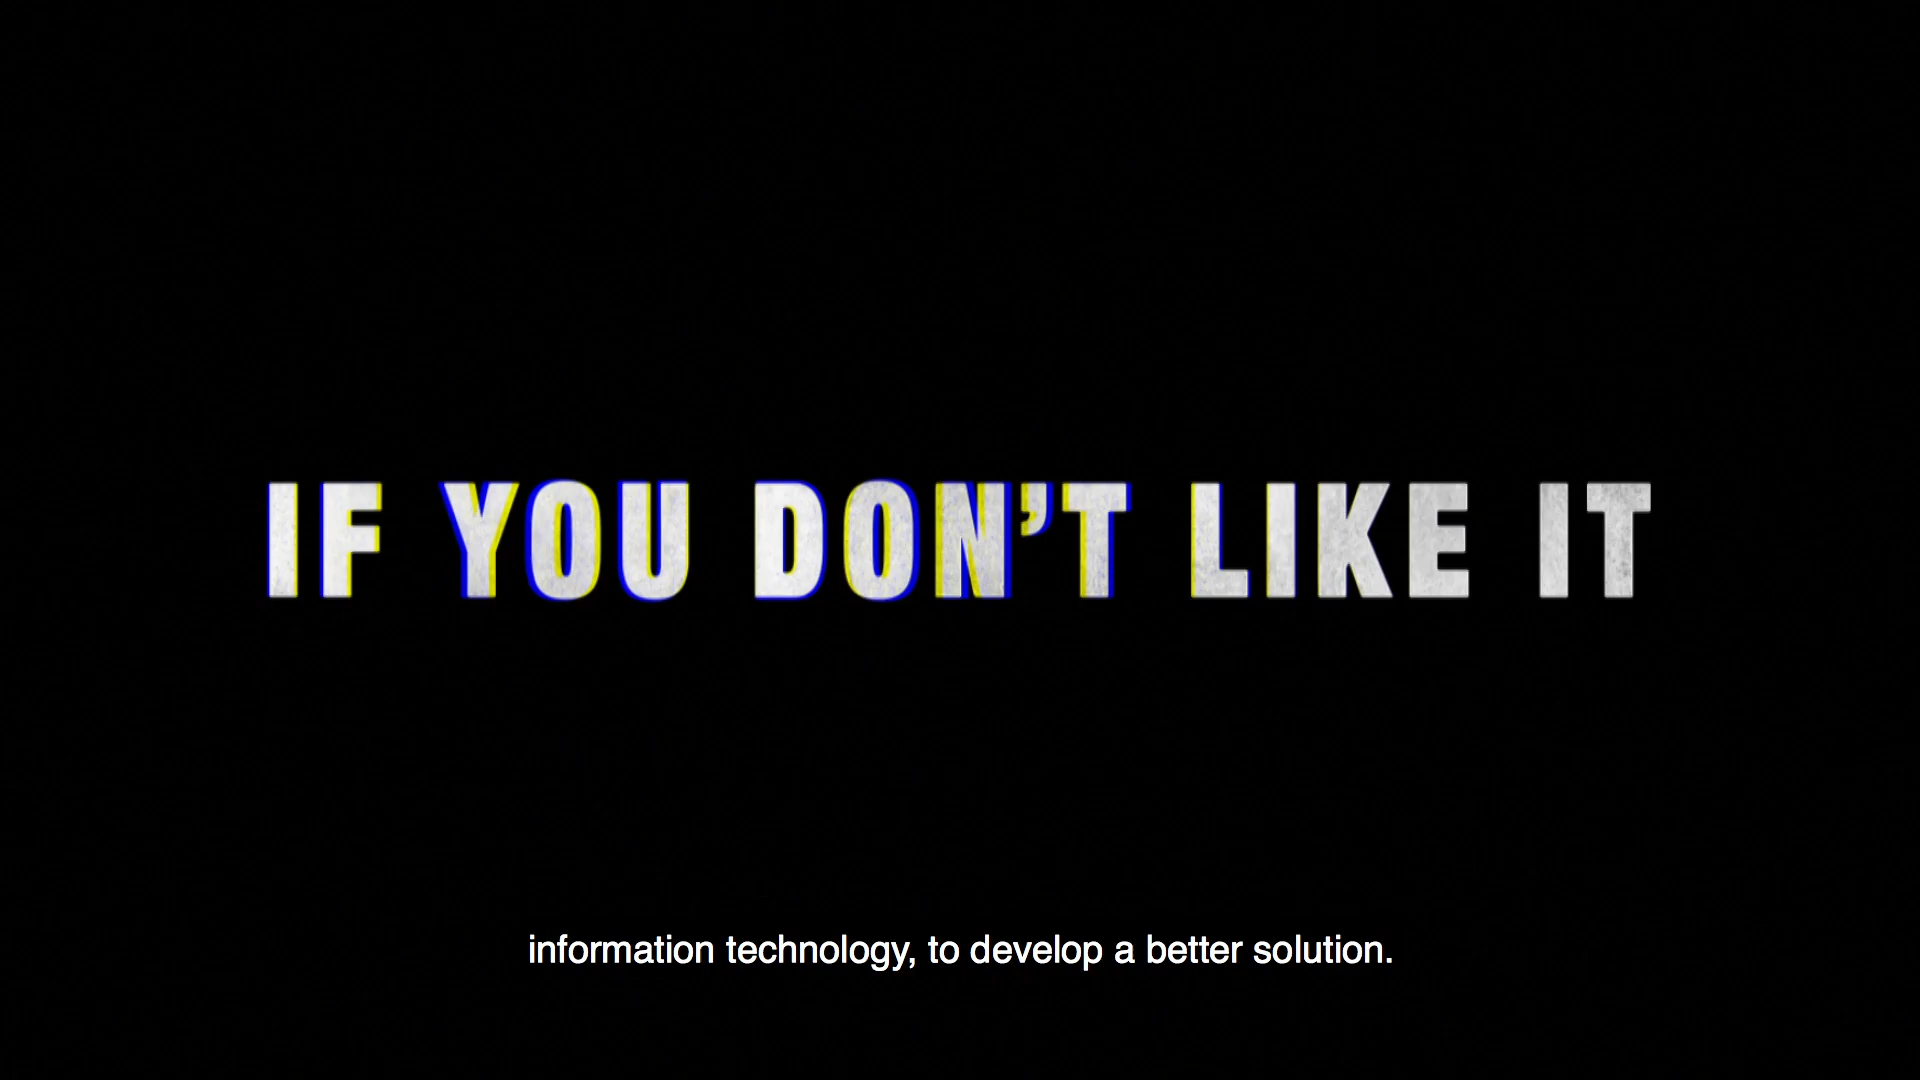 IF YOU DON’T LIKE IT
information technology, to develop a better solution.